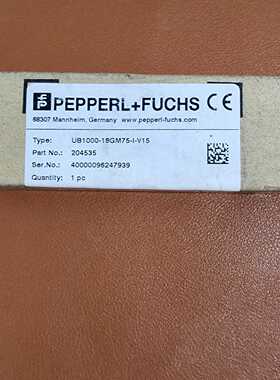 PEPPERL+FUCHS CE
68307 Mannheim, Germany www.pepperl-fuchs.com
Type: UB1000-18GM75-I-V15
Part No.: 204535
Ser.No.: 40000096247939
Quantity: 1 pc